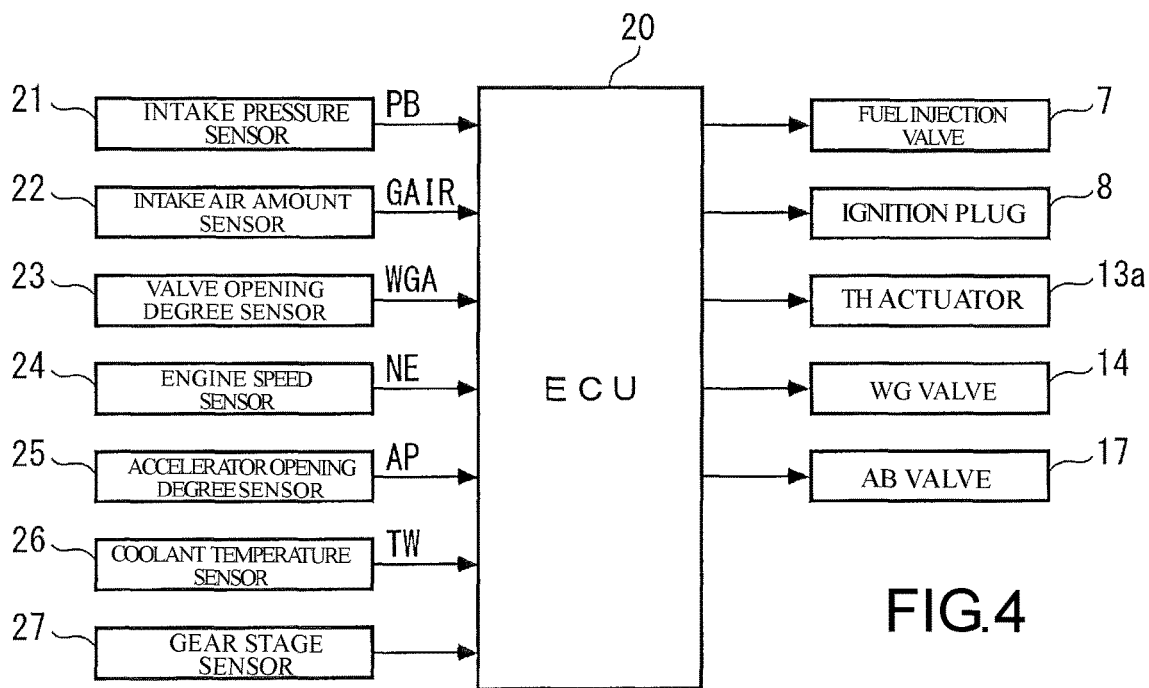 20
21
INTAKE PRESSURE
SENSOR
PB
22
INTAKE AIR AMOUNT
SENSOR
GAIR
23
VALVE OPENING
DEGREE SENSOR
WGA
24
ENGINE SPEED
SENSOR
NE
25
ACCELERATOR OPENING
DEGREE SENSOR
AP
26
COOLANT TEMPERATURE
SENSOR
TW
27
GEAR STAGE
SENSOR
ECU
FUEL INJECTION
VALVE
7
IGNITION PLUG
8
TH ACTUATOR
13a
WG VALVE
14
AB VALVE
17
FIG.4